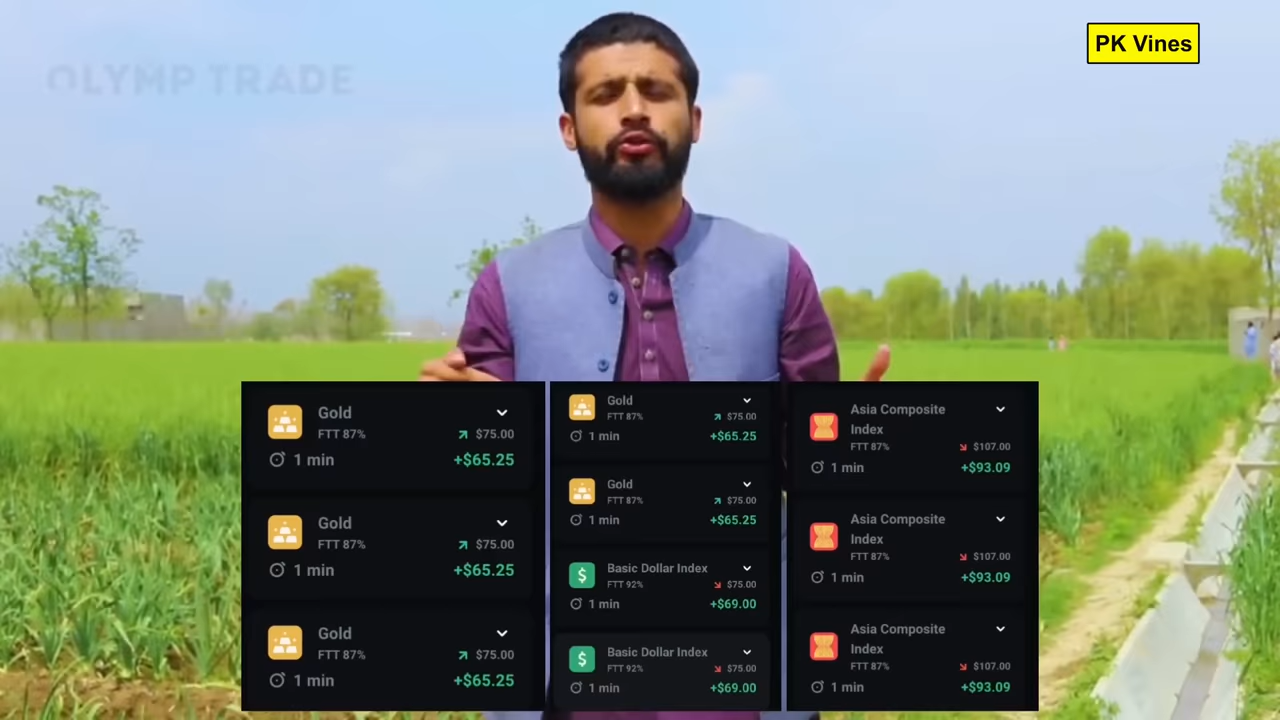 OLYMP TRADE
PK Vines
Gold
FTT 87%
$75.00
1 min
+$65.25
Gold
FTT 87%
$75.00
1 min
+$65.25
Gold
FTT 87%
$75.00
1 min
+$65.25
Gold
FTT 87%
$75.00
1 min
+$65.25
Gold
FTT 87%
$75.00
1 min
+$65.25
Basic Dollar Index
FTT 92%
$75.00
1 min
+$69.00
Basic Dollar Index
FTT 92%
$75.00
1 min
+$69.00
Asia Composite
Index
FTT 87%
$107.00
1 min
+$93.09
Asia Composite
Index
FTT 87%
$107.00
1 min
+$93.09
Asia Composite
Index
FTT 87%
$107.00
1 min
+$93.09